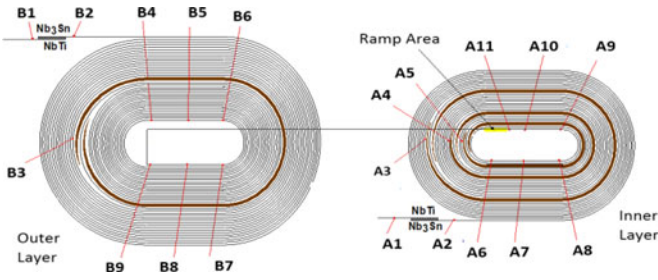 B1
Nb3Sn
B2
NbTi
B4
B5
B6
B3
Outer
Layer
B9
B8
B7
Ramp Area
A11
A10
A9
A5
A4
A3
NbTi
Nb3Sn
A1
A2
A6
A7
A8
Inner
Layer